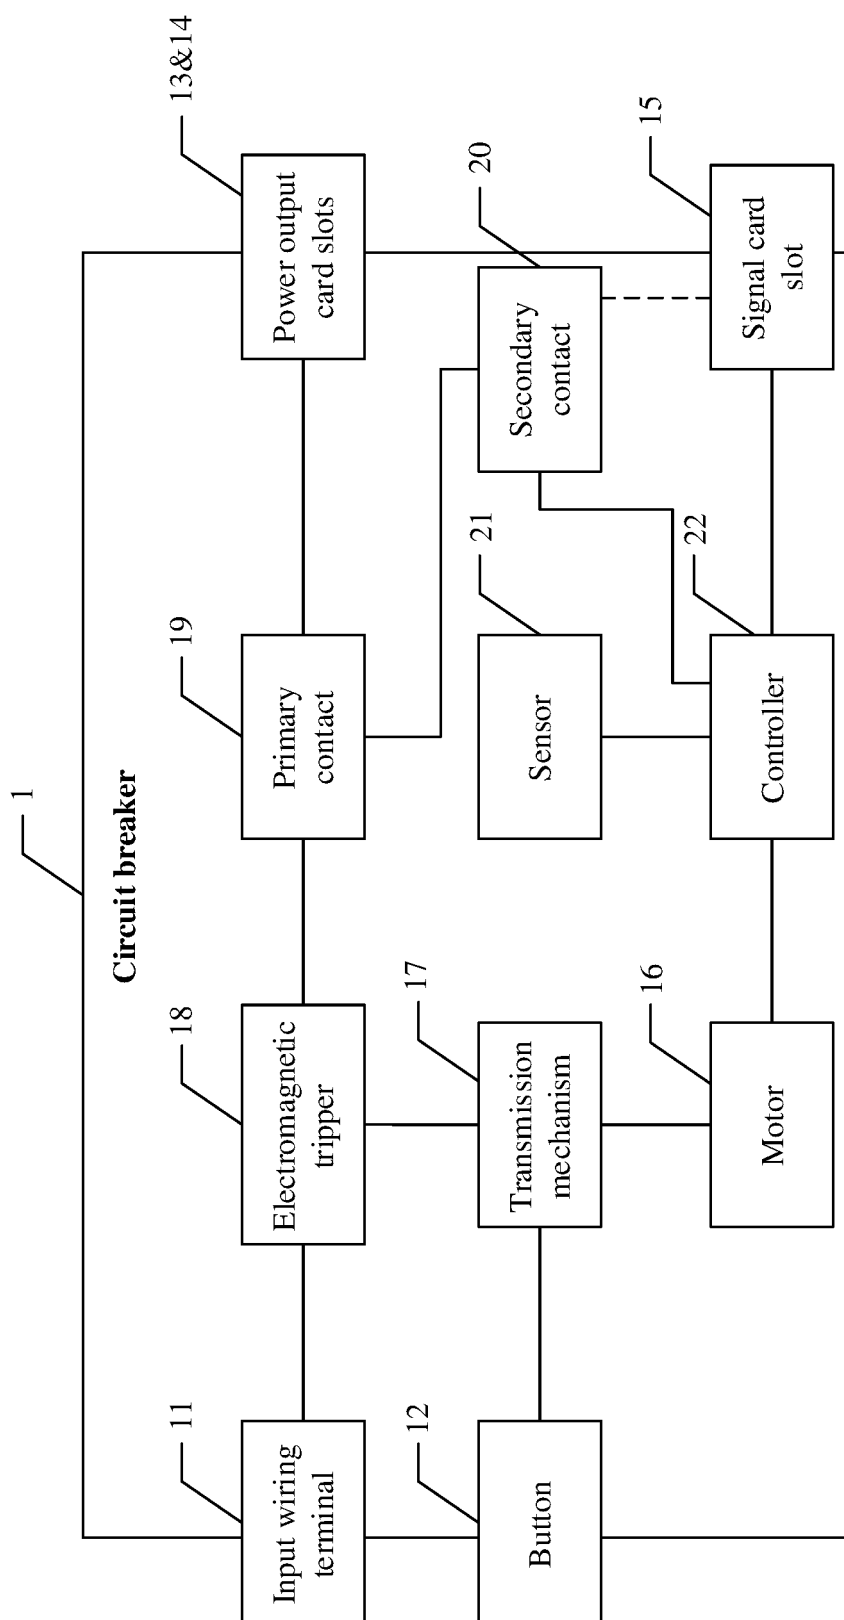 1
Circuit breaker
11
Input wiring
terminal
18
Electromagnetic
tripper
19
Primary
contact
13&14
Power output
card slots
12
Button
17
Transmission
mechanism
21
Sensor
20
Secondary
contact
16
Motor
22
Controller
15
Signal card
slot